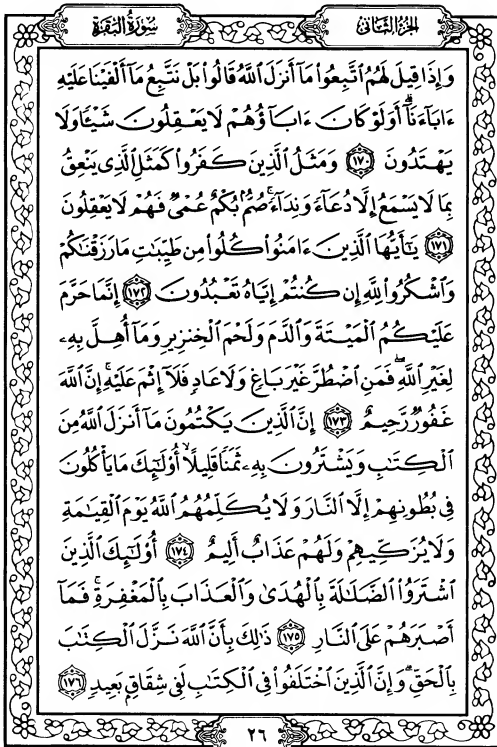 الجزء الثاني
سورة البقرة
وَإِذَا قِيلَ لَهُمُ ٱتَّبِعُوا۟ مَآ أَنزَلَ ٱللَّهُ قَالُوا۟ بَلْ نَتَّبِعُ مَآ أَلْفَيْنَا عَلَيْهِ
ءَابَآءَنَآ ۗ أَوَلَوْ كَانَ ءَابَآؤُهُمْ لَا يَعْقِلُونَ شَيْـًٔا وَلَا
يَهْتَدُونَ ١٧٠ وَمَثَلُ ٱلَّذِينَ كَفَرُوا۟ كَمَثَلِ ٱلَّذِى يَنْعِقُ
بِمَا لَا يَسْمَعُ إِلَّا دُعَآءً وَنِدَآءً ۚ صُمٌّۢ بُكْمٌ عُمْىٌ فَهُمْ لَا يَعْقِلُونَ
١٧١ يَـٰٓأَيُّهَا ٱلَّذِينَ ءَامَنُوا۟ كُلُوا۟ مِن طَيِّبَـٰتِ مَا رَزَقْنَـٰكُمْ
وَٱشْكُرُوا۟ لِلَّهِ إِن كُنتُمْ إِيَّاهُ تَعْبُدُونَ ١٧٢ إِنَّمَا حَرَّمَ
عَلَيْكُمُ ٱلْمَيْتَةَ وَٱلدَّمَ وَلَحْمَ ٱلْخِنزِيرِ وَمَآ أُهِلَّ بِهِۦ
لِغَيْرِ ٱللَّهِ ۖ فَمَنِ ٱضْطُرَّ غَيْرَ بَاغٍ وَلَا عَادٍ فَلَآ إِثْمَ عَلَيْهِ ۚ إِنَّ ٱللَّهَ
غَفُورٌ رَّحِيمٌ ١٧٣ إِنَّ ٱلَّذِينَ يَكْتُمُونَ مَآ أَنزَلَ ٱللَّهُ مِنَ
ٱلْكِتَـٰبِ وَيَشْتَرُونَ بِهِۦ ثَمَنًا قَلِيلًا ۙ أُو۟لَـٰٓئِكَ مَا يَأْكُلُونَ
فِى بُطُونِهِمْ إِلَّا ٱلنَّارَ وَلَا يُكَلِّمُهُمُ ٱللَّهُ يَوْمَ ٱلْقِيَـٰمَةِ
وَلَا يُزَكِّيهِمْ وَلَهُمْ عَذَابٌ أَلِيمٌ ١٧٤ أُو۟لَـٰٓئِكَ ٱلَّذِينَ
ٱشْتَرَوُا۟ ٱلضَّلَـٰلَةَ بِٱلْهُدَىٰ وَٱلْعَذَابَ بِٱلْمَغْفِرَةِ ۚ فَمَآ
أَصْبَرَهُمْ عَلَى ٱلنَّارِ ١٧٥ ذَٰلِكَ بِأَنَّ ٱللَّهَ نَزَّلَ ٱلْكِتَـٰبَ
بِٱلْحَقِّ ۗ وَإِنَّ ٱلَّذِينَ ٱخْتَلَفُوا۟ فِى ٱلْكِتَـٰبِ لَفِى شِقَاقٍۭ بَعِيدٍ ١٧٦
٢٦